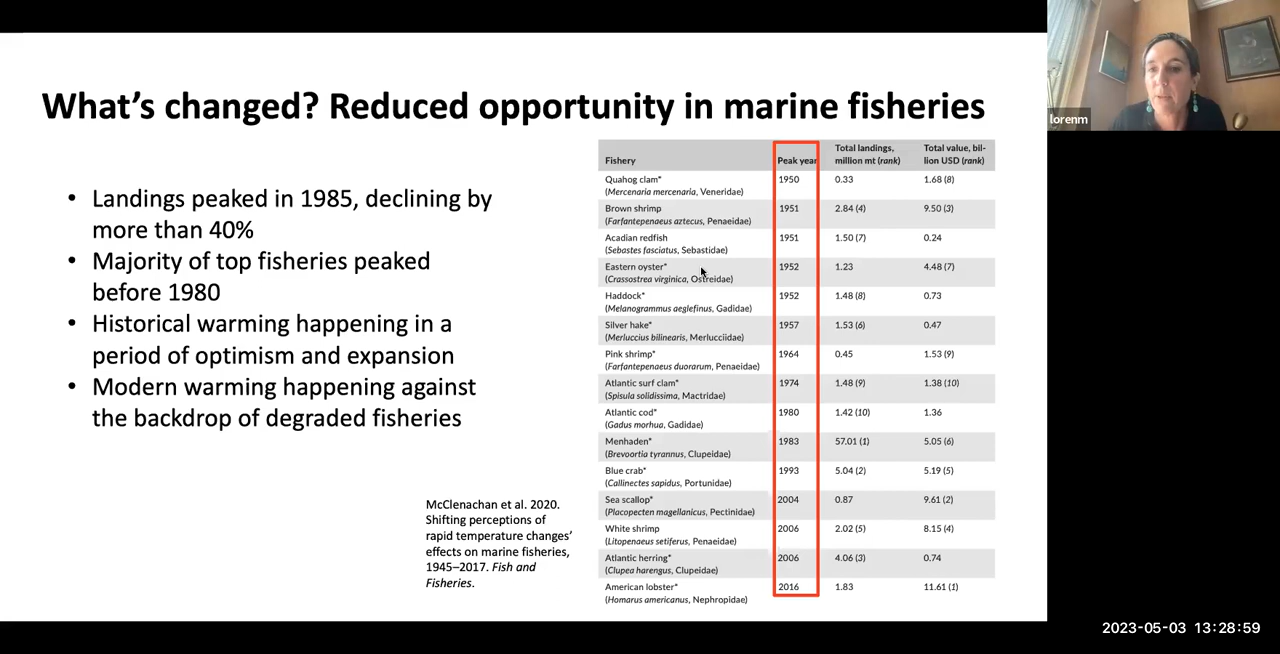 What's changed? Reduced opportunity in marine fisheries
• Landings peaked in 1985, declining by
more than 40%
• Majority of top fisheries peaked
before 1980
• Historical warming happening in a
period of optimism and expansion
• Modern warming happening against
the backdrop of degraded fisheries
McClenachan et al. 2020.
Shifting perceptions of
rapid temperature changes'
effects on marine fisheries,
1945–2017. Fish and
Fisheries.
Fishery Peak year Total landings, million mt (rank) Total value, bil-lion USD (rank)
Quahog clam* 1950 0.33 1.68 (8)
(Mercenaria mercenaria, Veneridae)
Brown shrimp 1951 2.84 (4) 9.50 (3)
(Farfantepenaeus aztecus, Penaeidae)
Acadian redfish 1951 1.50 (7) 0.24
(Sebastes fasciatus, Sebastidae)
Eastern oyster* 1952 1.23 4.48 (7)
(Crassostrea virginica, Ostreidae)
Haddock* 1952 1.48 (8) 0.73
(Melanogrammus aeglefinus, Gadidae)
Silver hake* 1957 1.53 (6) 0.47
(Merluccius bilinearis, Merlucciidae)
Pink shrimp* 1964 0.45 1.53 (9)
(Farfantepenaeus duorarum, Penaeidae)
Atlantic surf clam* 1974 1.48 (9) 1.38 (10)
(Spisula solidissima, Mactridae)
Atlantic cod* 1980 1.42 (10) 1.36
(Gadus morhua, Gadidae)
Menhaden* 1983 57.01 (1) 5.05 (6)
(Brevoortia tyrannus, Clupeidae)
Blue crab* 1993 5.04 (2) 5.19 (5)
(Callinectes sapidus, Portunidae)
Sea scallop* 2004 0.87 9.61 (2)
(Placopecten magellanicus, Pectinidae)
White shrimp 2006 2.02 (5) 8.15 (4)
(Litopenaeus setiferus, Penaeidae)
Atlantic herring* 2006 4.06 (3) 0.74
(Clupea harengus, Clupeidae)
American lobster* 2016 1.83 11.61 (1)
(Homarus americanus, Nephropidae)
lorenm
2023-05-03 13:28:59